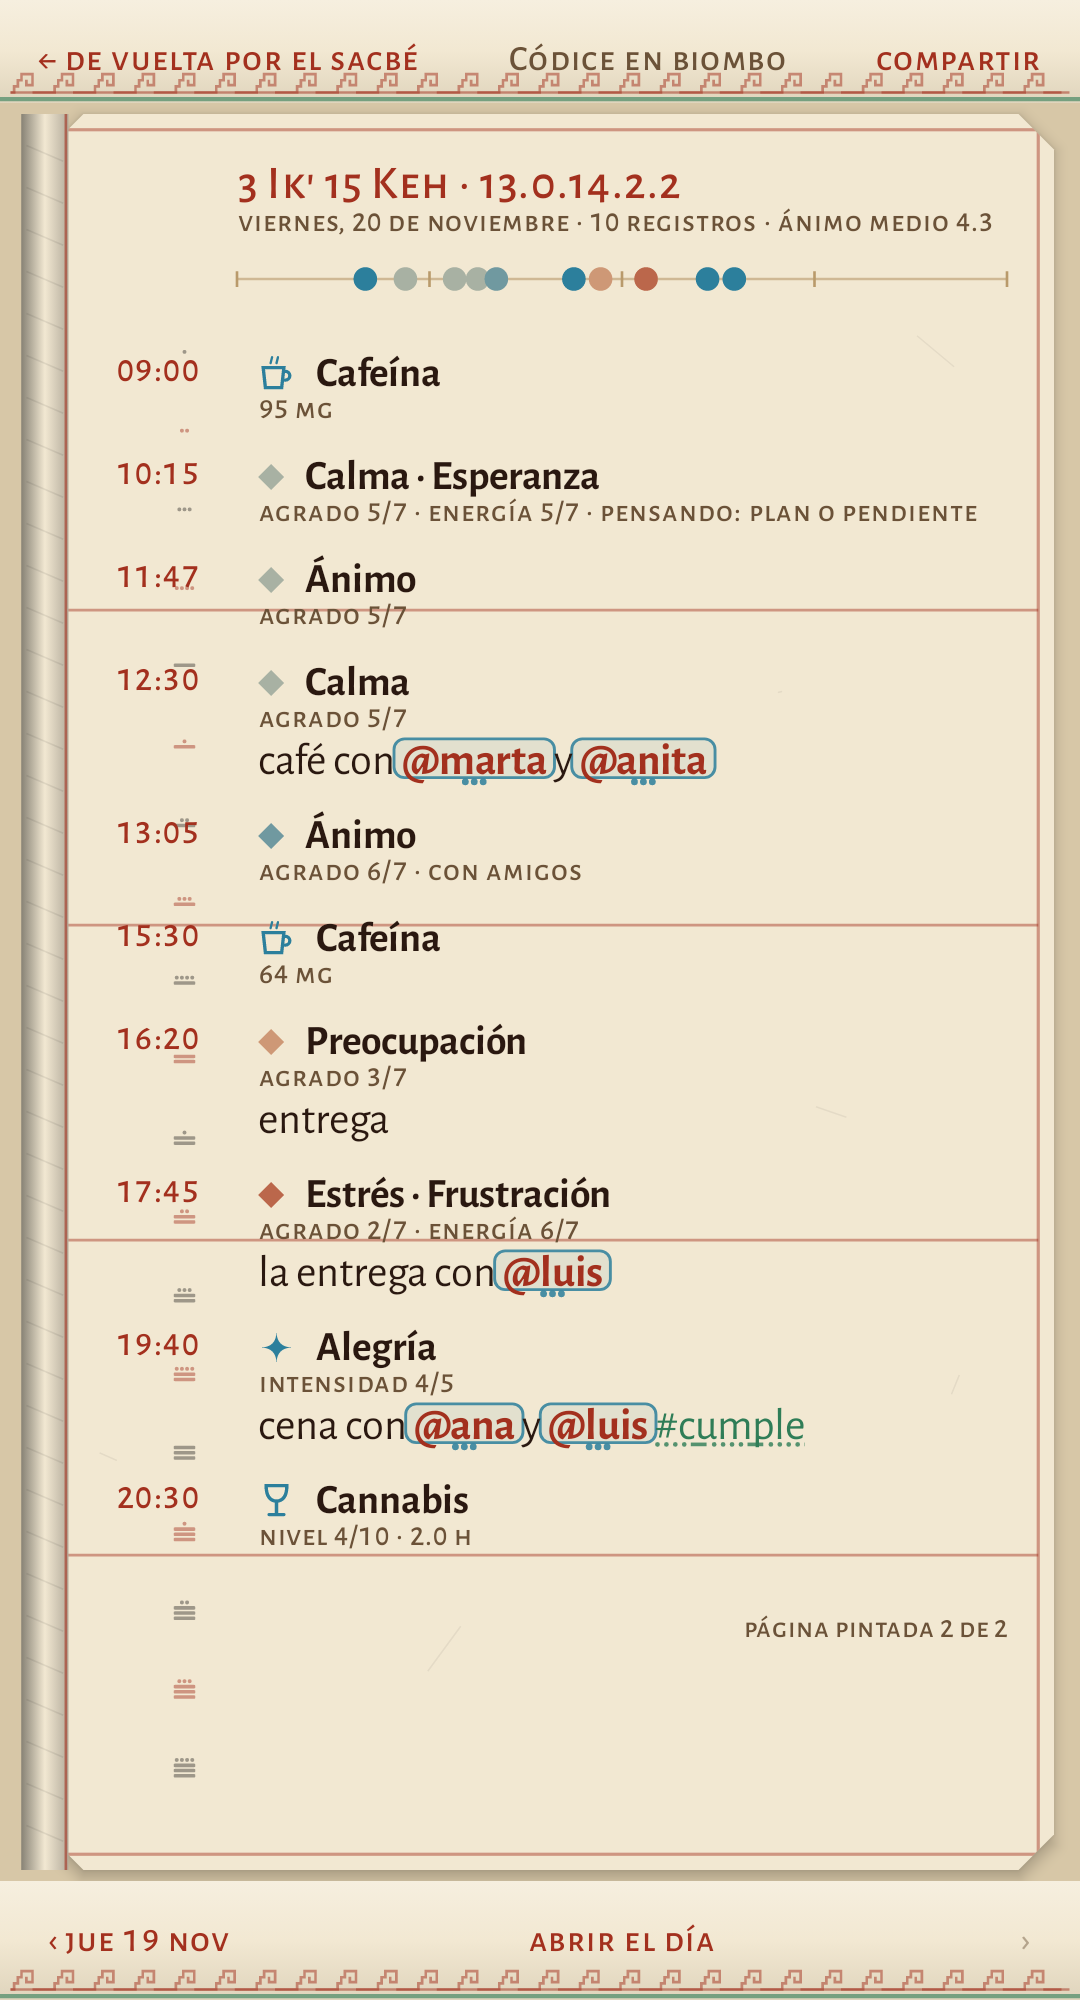 ← DE VUELTA POR EL SACBÉ
CÓDICE EN BIOMBO
COMPARTIR
3 IK' 15 KEH · 13.0.14.2.2
VIERNES, 20 DE NOVIEMBRE · 10 REGISTROS · ÁNIMO MEDIO 4.3
09:00 Cafeína
95 MG
10:15 Calma · Esperanza
AGRADO 5/7 · ENERGÍA 5/7 · PENSANDO: PLAN O PENDIENTE
11:47 Ánimo
AGRADO 5/7
12:30 Calma
AGRADO 5/7
café con @marta y @anita
13:05 Ánimo
AGRADO 6/7 · CON AMIGOS
15:30 Cafeína
64 MG
16:20 Preocupación
AGRADO 3/7
entrega
17:45 Estrés · Frustración
AGRADO 2/7 · ENERGÍA 6/7
la entrega con @luis
19:40 Alegría
INTENSIDAD 4/5
cena con @ana y @luis #cumple
20:30 Cannabis
NIVEL 4/10 · 2.0 H
PÁGINA PINTADA 2 DE 2
‹ JUE 19 NOV
ABRIR EL DÍA
›